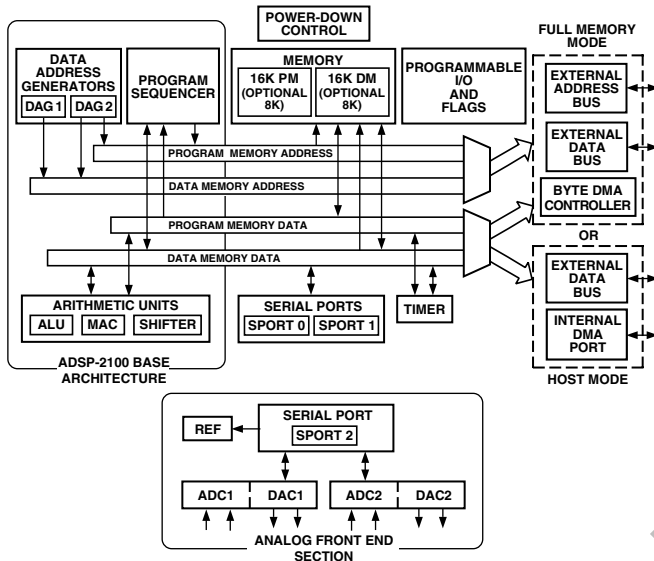 POWER-DOWN
CONTROL
FULL MEMORY
MODE
DATA
ADDRESS
GENERATORS
DAG 1
DAG 2
PROGRAM
SEQUENCER
MEMORY
16K PM
(OPTIONAL
8K)
16K DM
(OPTIONAL
8K)
PROGRAMMABLE
I/O
AND
FLAGS
EXTERNAL
ADDRESS
BUS
EXTERNAL
DATA
BUS
BYTE DMA
CONTROLLER
OR
EXTERNAL
DATA
BUS
INTERNAL
DMA
PORT
HOST MODE
PROGRAM MEMORY ADDRESS
DATA MEMORY ADDRESS
PROGRAM MEMORY DATA
DATA MEMORY DATA
ARITHMETIC UNITS
ALU
MAC
SHIFTER
SERIAL PORTS
SPORT 0
SPORT 1
TIMER
ADSP-2100 BASE
ARCHITECTURE
REF
SERIAL PORT
SPORT 2
ADC1
DAC1
ADC2
DAC2
ANALOG FRONT END
SECTION